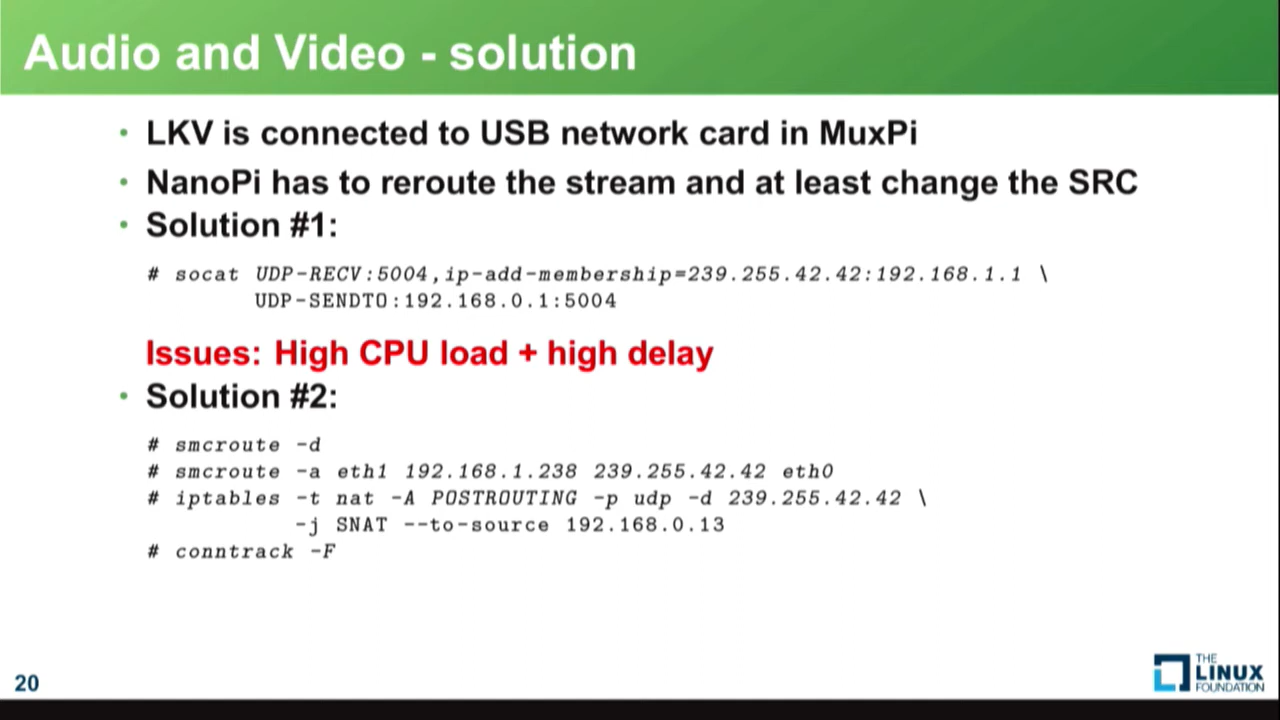 Audio and Video - solution
• LKV is connected to USB network card in MuxPi
• NanoPi has to reroute the stream and at least change the SRC
• Solution #1:
# socat UDP-RECV:5004,ip-add-membership=239.255.42.42:192.168.1.1 \
UDP-SENDTO:192.168.0.1:5004
Issues: High CPU load + high delay
• Solution #2:
# smcroute -d
# smcroute -a eth1 192.168.1.238 239.255.42.42 eth0
# iptables -t nat -A POSTROUTING -p udp -d 239.255.42.42 \
-j SNAT --to-source 192.168.0.13
# conntrack -F
20
THE
LINUX
FOUNDATION